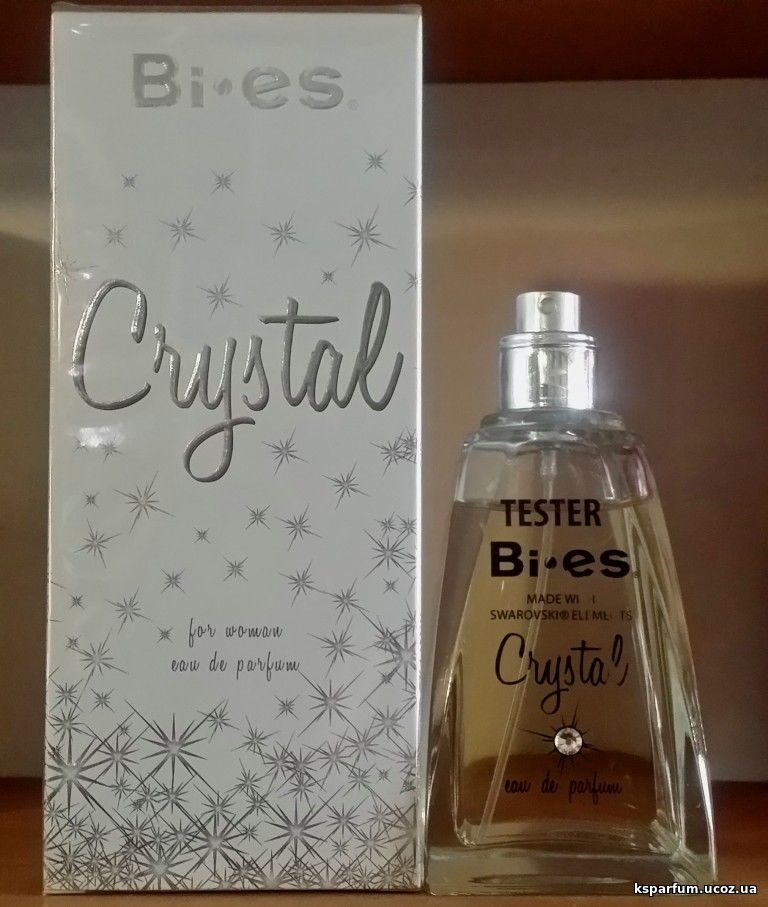 Bi•es®
Crystal
for woman
eau de parfum
TESTER
Bi•es
MADE
SWAROVSKI®
Crystal
eau de parfum
ksparfum.ucoz.ua